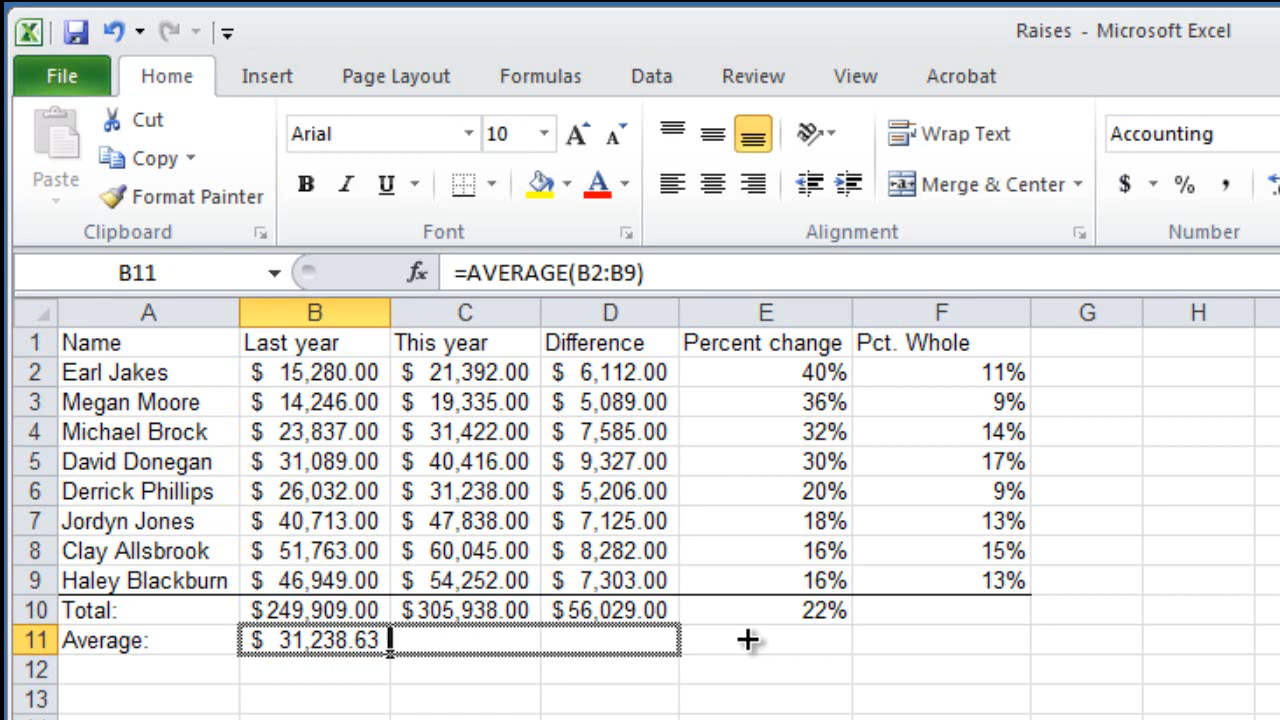 Raises - Microsoft Excel
File Home Insert Page Layout Formulas Data Review View Acrobat
Cut
Copy
Format Painter
Paste
Arial 10 A A
Wrap Text
Accounting
B I U A
Merge & Center
$ % ,
Clipboard Font Alignment Number
B11 fx =AVERAGE(B2:B9)
A B C D E F G H
1 Name Last year This year Difference Percent change Pct. Whole
2 Earl Jakes $ 15,280.00 $ 21,392.00 $ 6,112.00 40% 11%
3 Megan Moore $ 14,246.00 $ 19,335.00 $ 5,089.00 36% 9%
4 Michael Brock $ 23,837.00 $ 31,422.00 $ 7,585.00 32% 14%
5 David Donegan $ 31,089.00 $ 40,416.00 $ 9,327.00 30% 17%
6 Derrick Phillips $ 26,032.00 $ 31,238.00 $ 5,206.00 20% 9%
7 Jordyn Jones $ 40,713.00 $ 47,838.00 $ 7,125.00 18% 13%
8 Clay Allsbrook $ 51,763.00 $ 60,045.00 $ 8,282.00 16% 15%
9 Haley Blackburn $ 46,949.00 $ 54,252.00 $ 7,303.00 16% 13%
10 Total: $249,909.00 $305,938.00 $56,029.00 22%
11 Average: $ 31,238.63
12
13